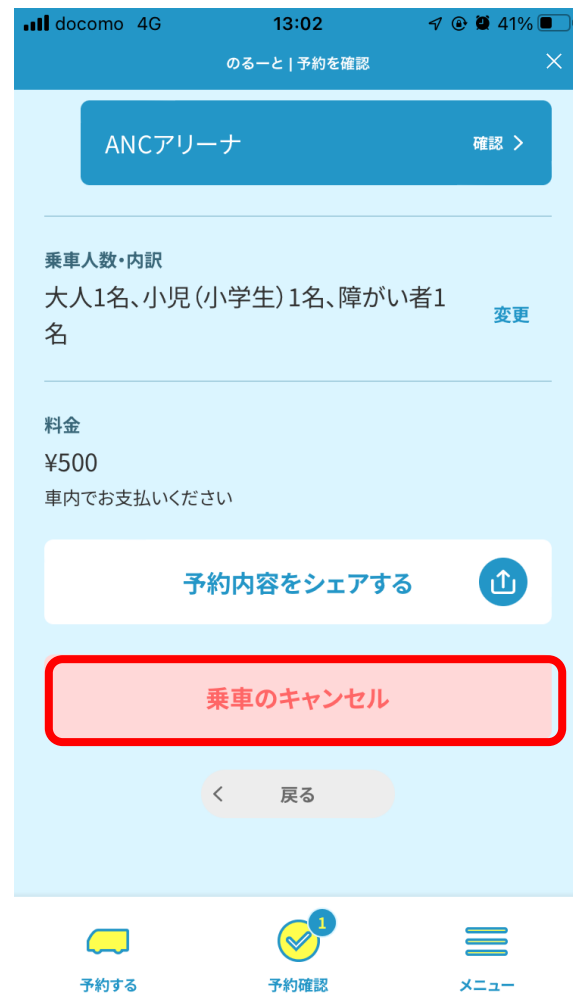 docomo 4G 13:02 41%
のるーと | 予約を確認
ANCアリーナ 確認
乗車人数・内訳
大人1名、小児(小学生)1名、障がい者1
名
変更
料金
¥500
車内でお支払いください
予約内容をシェアする
乗車のキャンセル
戻る
1
予約する 予約確認 メニュー